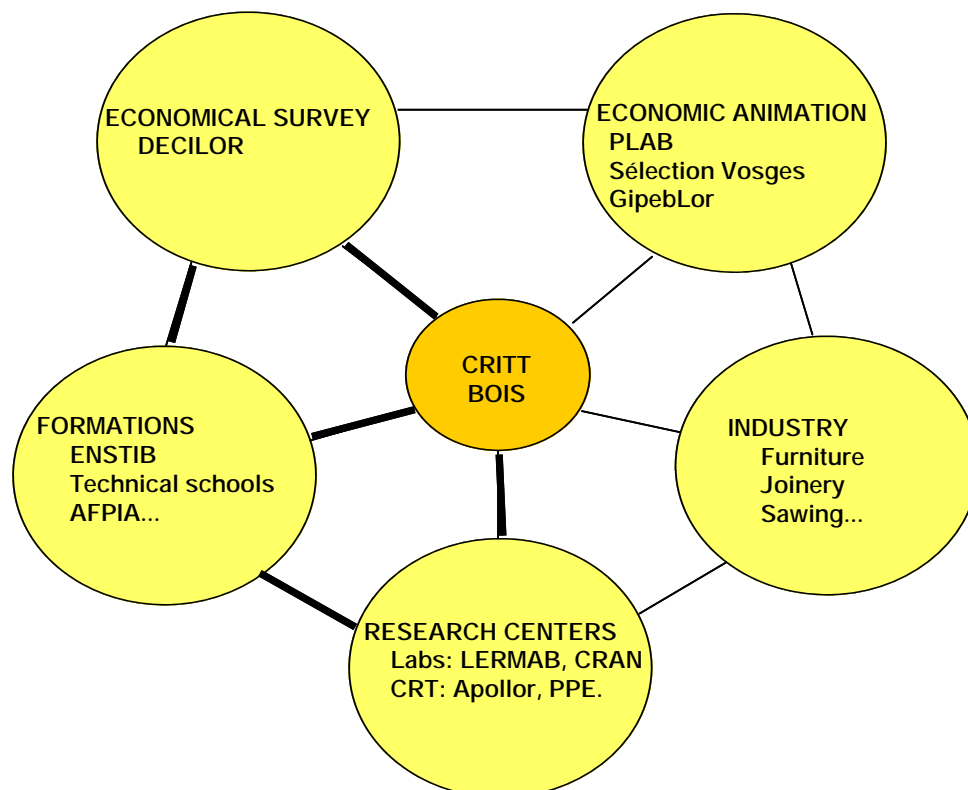 ECONOMICAL SURVEY
DECILOR
ECONOMIC ANIMATION
PLAB
Sélection Vosges
GipebLor
CRITT
BOIS
FORMATIONS
ENSTIB
Technical schools
AFPIA...
INDUSTRY
Furniture
Joinery
Sawing...
RESEARCH CENTERS
Labs: LERMAB, CRAN
CRT: Apollor, PPE.